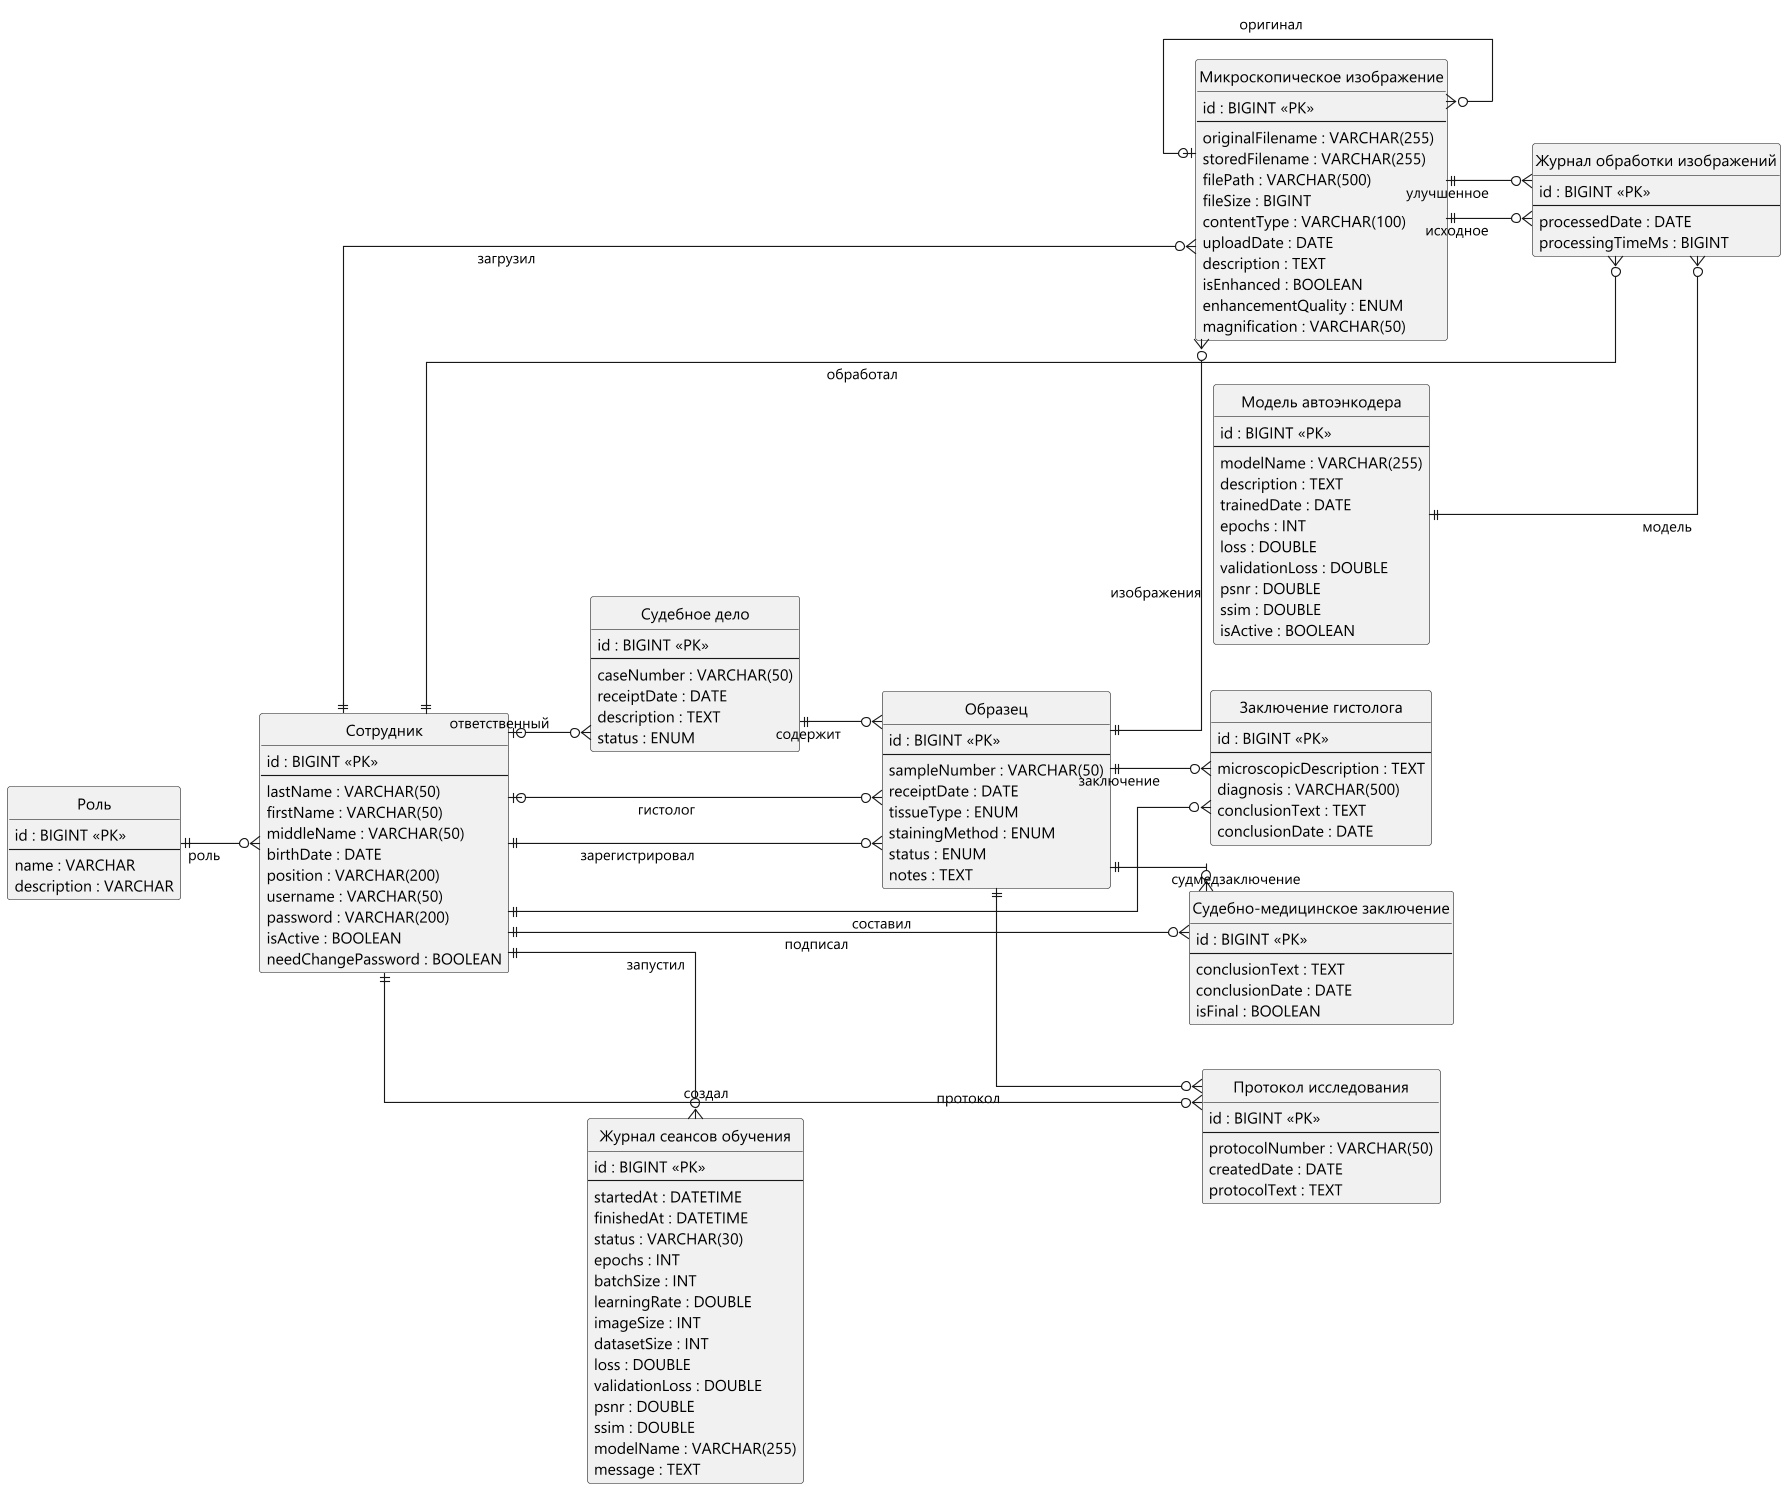 оригинал
Микроскопическое изображение
id : BIGINT «PK»
originalFilename : VARCHAR(255)
storedFilename : VARCHAR(255)
filePath : VARCHAR(500)
fileSize : BIGINT
contentType : VARCHAR(100)
uploadDate : DATE
description : TEXT
isEnhanced : BOOLEAN
enhancementQuality : ENUM
magnification : VARCHAR(50)
Журнал обработки изображений
id : BIGINT «PK»
processedDate : DATE
processingTimeMs : BIGINT
улучшенное
исходное
загрузил
обработал
Модель автоэнкодера
id : BIGINT «PK»
modelName : VARCHAR(255)
description : TEXT
trainedDate : DATE
epochs : INT
loss : DOUBLE
validationLoss : DOUBLE
psnr : DOUBLE
ssim : DOUBLE
isActive : BOOLEAN
модель
изображения
Судебное дело
id : BIGINT «PK»
caseNumber : VARCHAR(50)
receiptDate : DATE
description : TEXT
status : ENUM
ответственный
содержит
Образец
id : BIGINT «PK»
sampleNumber : VARCHAR(50)
receiptDate : DATE
tissueType : ENUM
stainingMethod : ENUM
status : ENUM
notes : TEXT
Заключение гистолога
id : BIGINT «PK»
microscopicDescription : TEXT
diagnosis : VARCHAR(500)
conclusionText : TEXT
conclusionDate : DATE
заключение
Сотрудник
id : BIGINT «PK»
lastName : VARCHAR(50)
firstName : VARCHAR(50)
middleName : VARCHAR(50)
birthDate : DATE
position : VARCHAR(200)
username : VARCHAR(50)
password : VARCHAR(200)
isActive : BOOLEAN
needChangePassword : BOOLEAN
Роль
id : BIGINT «PK»
name : VARCHAR
description : VARCHAR
роль
гистолог
зарегистрировал
судмедзаключение
Судебно-медицинское заключение
id : BIGINT «PK»
conclusionText : TEXT
conclusionDate : DATE
isFinal : BOOLEAN
составил
подписал
запустил
создал
протокол
Протокол исследования
id : BIGINT «PK»
protocolNumber : VARCHAR(50)
createdDate : DATE
protocolText : TEXT
Журнал сеансов обучения
id : BIGINT «PK»
startedAt : DATETIME
finishedAt : DATETIME
status : VARCHAR(30)
epochs : INT
batchSize : INT
learningRate : DOUBLE
imageSize : INT
datasetSize : INT
loss : DOUBLE
validationLoss : DOUBLE
psnr : DOUBLE
ssim : DOUBLE
modelName : VARCHAR(255)
message : TEXT